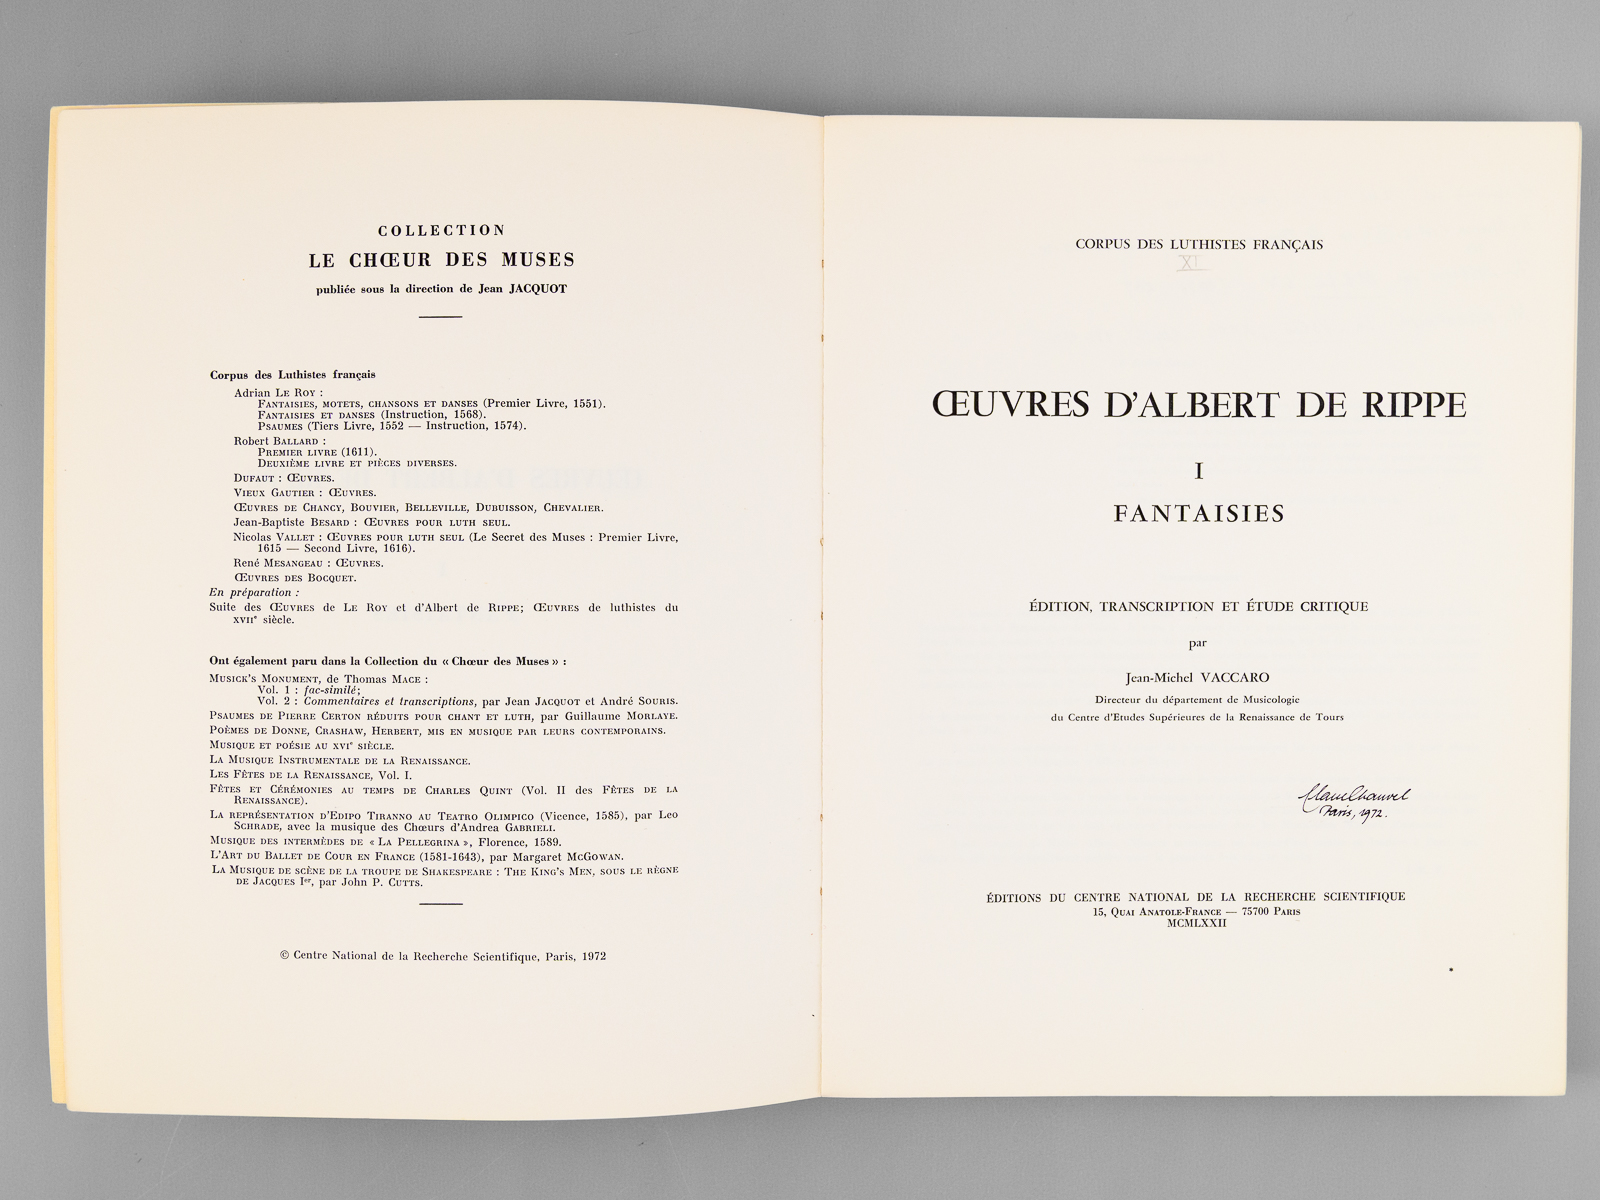 COLLECTION
LE CHŒUR DES MUSES
publiée sous la direction de Jean JACQUOT
Corpus des Luthistes français
Adrian LE ROY :
FANTAISIES, MOTETS, CHANSONS ET DANSES (Premier Livre, 1551).
FANTAISIES ET DANSES (Instruction, 1568).
PSAUMES (Tiers Livre, 1552 — Instruction, 1574).
Robert BALLARD :
PREMIER LIVRE (1611).
DEUXIÈME LIVRE ET PIÈCES DIVERSES.
DUFAUT : ŒUVRES.
VIEUX GAUTIER : ŒUVRES.
ŒUVRES DE CHANCY, BOUVIER, BELLEVILLE, DUBUISSON, CHEVALIER.
Jean-Baptiste BESARD : ŒUVRES POUR LUTH SEUL.
Nicolas VALLET : ŒUVRES POUR LUTH SEUL (Le Secret des Muses : Premier Livre,
1615 — Second Livre, 1616).
René MESANGEAU : ŒUVRES.
ŒUVRES DES BOCQUET.
En préparation :
Suite des ŒUVRES de LE ROY et d'Albert de RIPPE; ŒUVRES de luthistes du
XVIIe siècle.
Ont également paru dans la Collection du « Chœur des Muses » :
MUSICK'S MONUMENT, de Thomas MACE :
Vol. 1 : fac-similé;
Vol. 2 : Commentaires et transcriptions, par Jean JACQUOT et André SOURIS.
PSAUMES DE PIERRE CERTON RÉDUITS POUR CHANT ET LUTH, par Guillaume MORLAYE.
POÈMES DE DONNE, CRASHAW, HERBERT, MIS EN MUSIQUE PAR LEURS CONTEMPORAINS.
MUSIQUE ET POÉSIE AU XVIe SIÈCLE.
LA MUSIQUE INSTRUMENTALE DE LA RENAISSANCE.
LES FÊTES DE LA RENAISSANCE, Vol. I.
FÊTES ET CÉRÉMONIES AU TEMPS DE CHARLES QUINT (Vol. II des FÊTES DE LA
RENAISSANCE).
LA REPRÉSENTATION D'EDIPO TIRANNO AU TEATRO OLIMPICO (Vicence, 1585), par Leo
SCHRADE, avec la musique des Chœurs d'Andrea GABRIELI.
MUSIQUE DES INTERMÈDES DE « LA PELLEGRINA », Florence, 1589.
L'ART DU BALLET DE COUR EN FRANCE (1581-1643), par Margaret MCGOWAN.
LA MUSIQUE DE SCÈNE DE LA TROUPE DE SHAKESPEARE : THE KING'S MEN, SOUS LE RÈGNE
DE JACQUES Ier, par John P. CUTTS.
© Centre National de la Recherche Scientifique, Paris, 1972
CORPUS DES LUTHISTES FRANÇAIS
IX
ŒUVRES D'ALBERT DE RIPPE
I
FANTAISIES
ÉDITION, TRANSCRIPTION ET ÉTUDE CRITIQUE
par
Jean-Michel VACCARO
Directeur du département de Musicologie
du Centre d'Etudes Supérieures de la Renaissance de Tours
Paris, 1972.
ÉDITIONS DU CENTRE NATIONAL DE LA RECHERCHE SCIENTIFIQUE
15, QUAI ANATOLE-FRANCE — 75700 PARIS
MCMLXXII